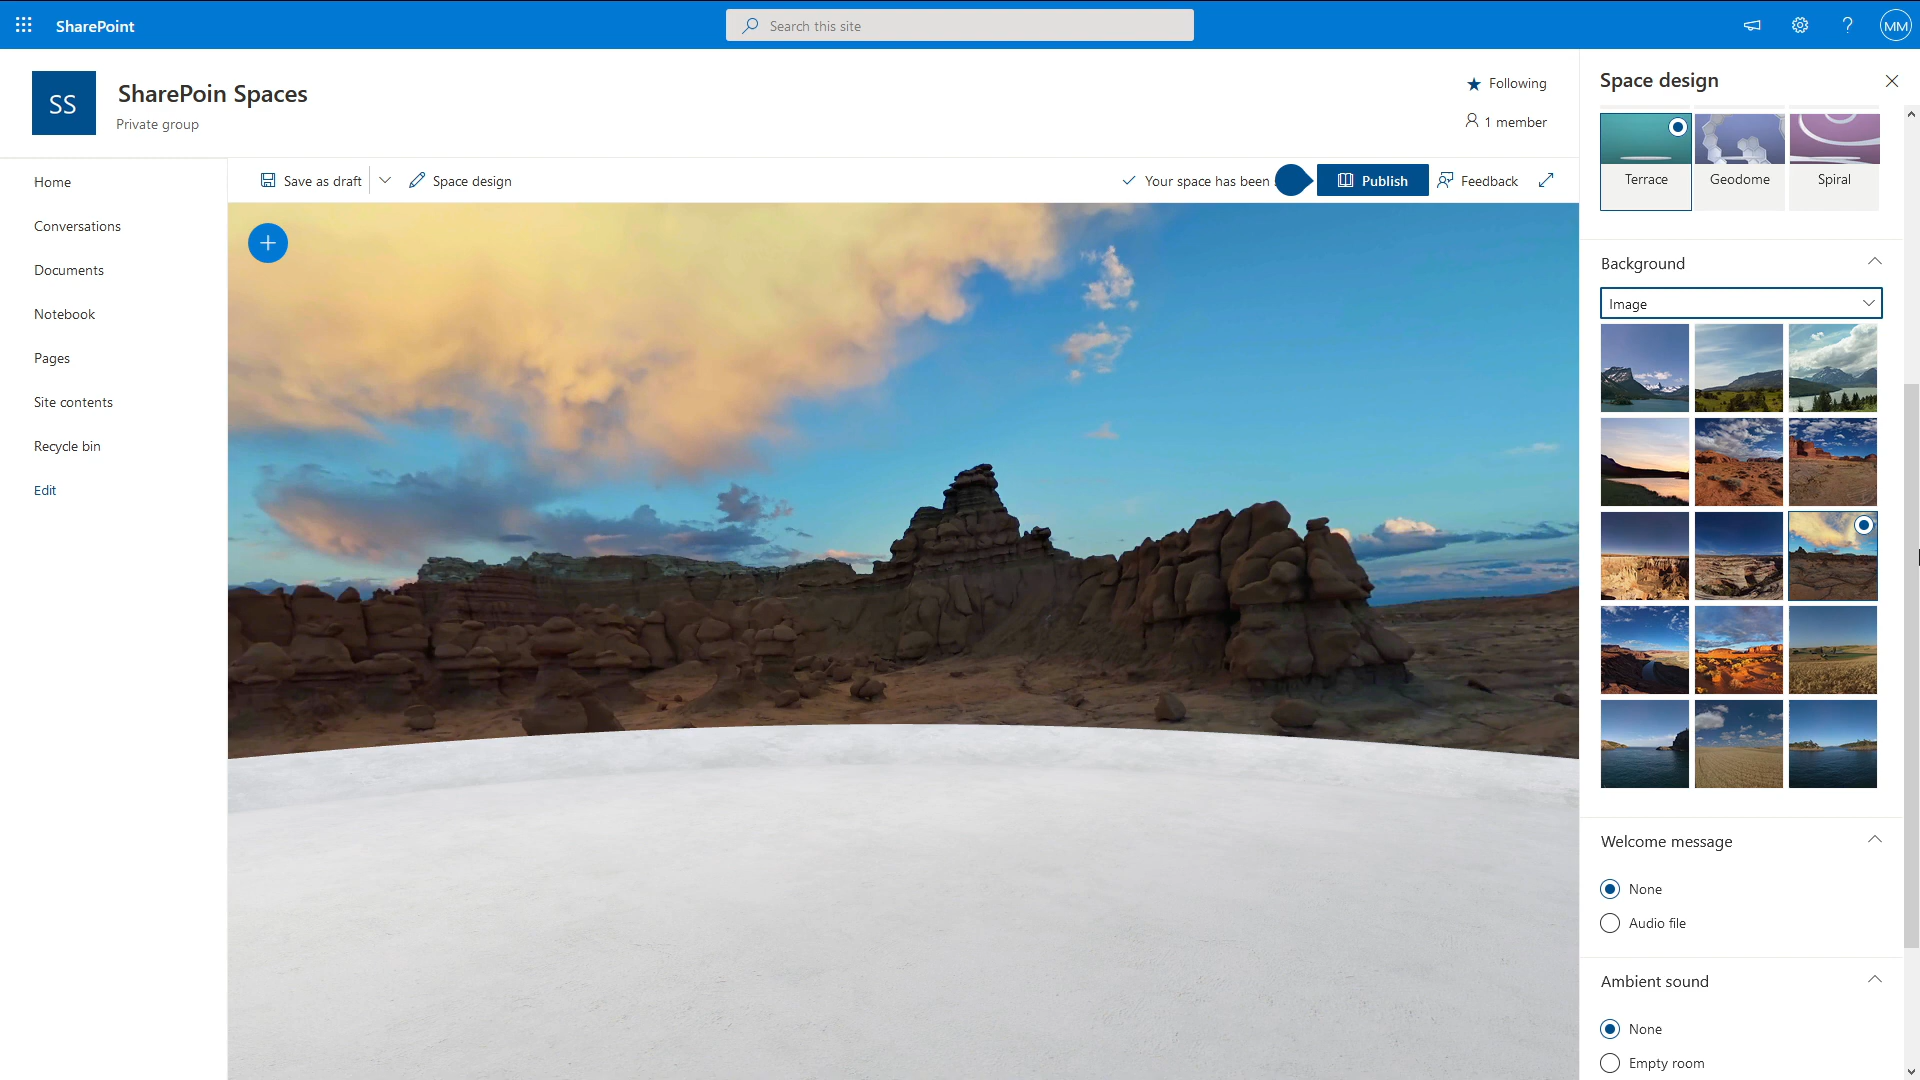 SharePoint
Search this site
MM
SS
SharePoin Spaces
Private group
Following
1 member
Home
Conversations
Documents
Notebook
Pages
Site contents
Recycle bin
Edit
Save as draft
Space design
Your space has been
Publish
Feedback
Space design
Terrace
Geodome
Spiral
Background
Image
Welcome message
None
Audio file
Ambient sound
None
Empty room